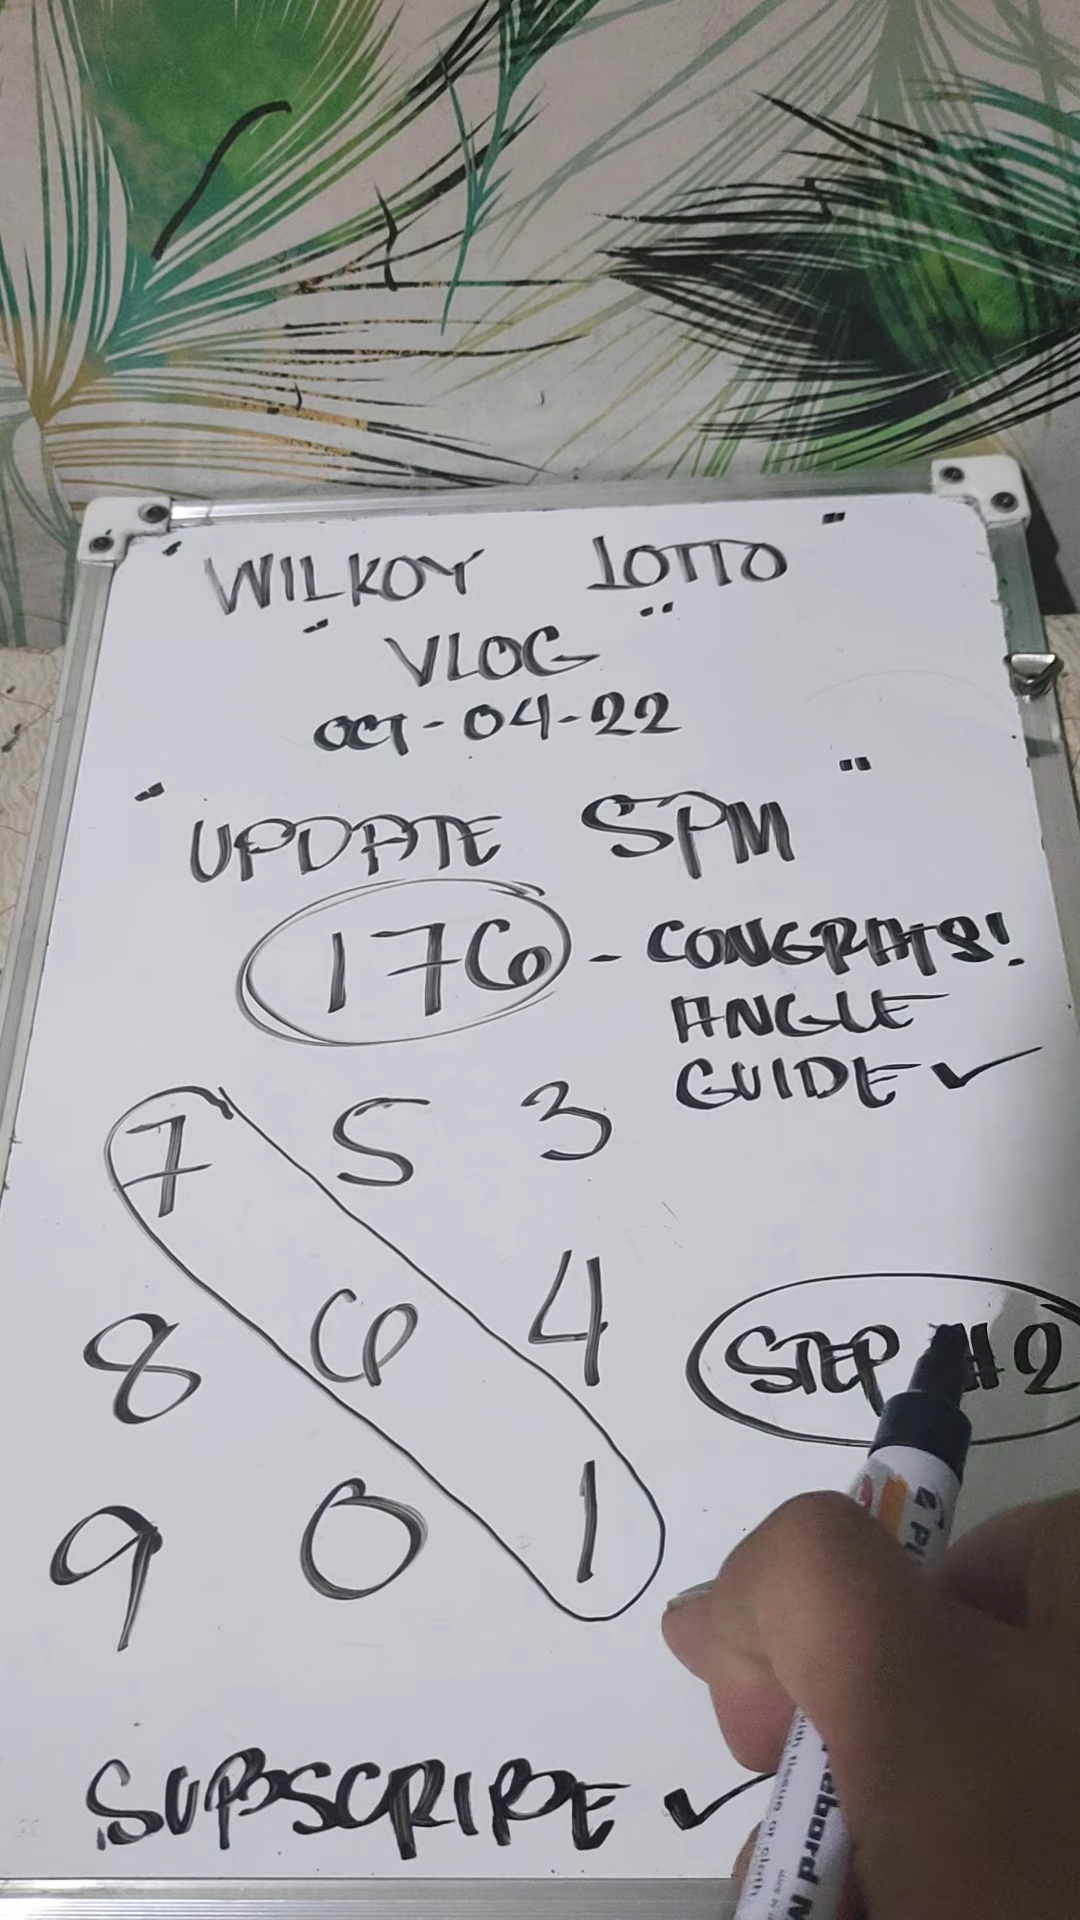 "WILKOY LOTTO"
"VLOG"
OCT-04-22
"UPDATE 5PM"
176 - CONGRATS!
ANGLE
GUIDE ✓
7 5 3
8 6 4
STEP #2
9 0 1
SUBSCRIBE ✓